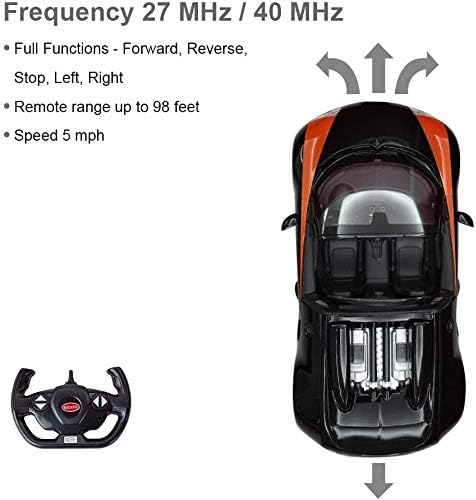 Frequency 27 MHz / 40 MHz
• Full Functions - Forward, Reverse,
Stop, Left, Right
• Remote range up to 98 feet
• Speed 5 mph